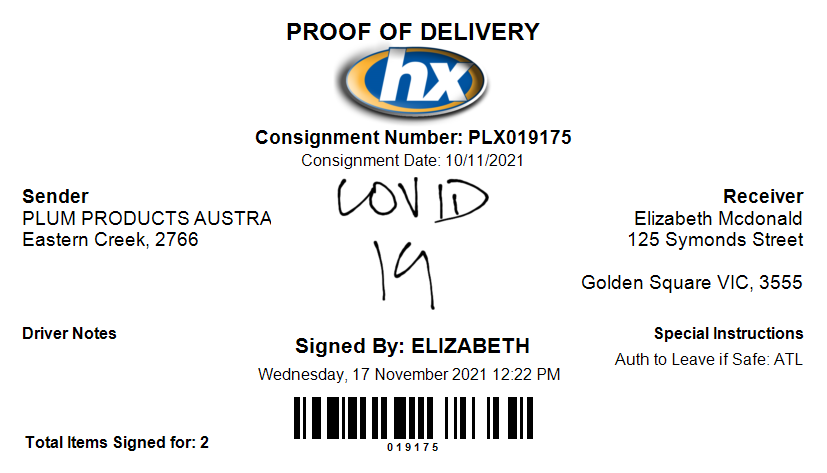 PROOF OF DELIVERY
hx
Consignment Number: PLX019175
Consignment Date: 10/11/2021
Sender
PLUM PRODUCTS AUSTRA
Eastern Creek, 2766
COVID
19
Receiver
Elizabeth Mcdonald
125 Symonds Street
Golden Square VIC, 3555
Driver Notes
Signed By: ELIZABETH
Wednesday, 17 November 2021 12:22 PM
Special Instructions
Auth to Leave if Safe: ATL
Total Items Signed for: 2
019175